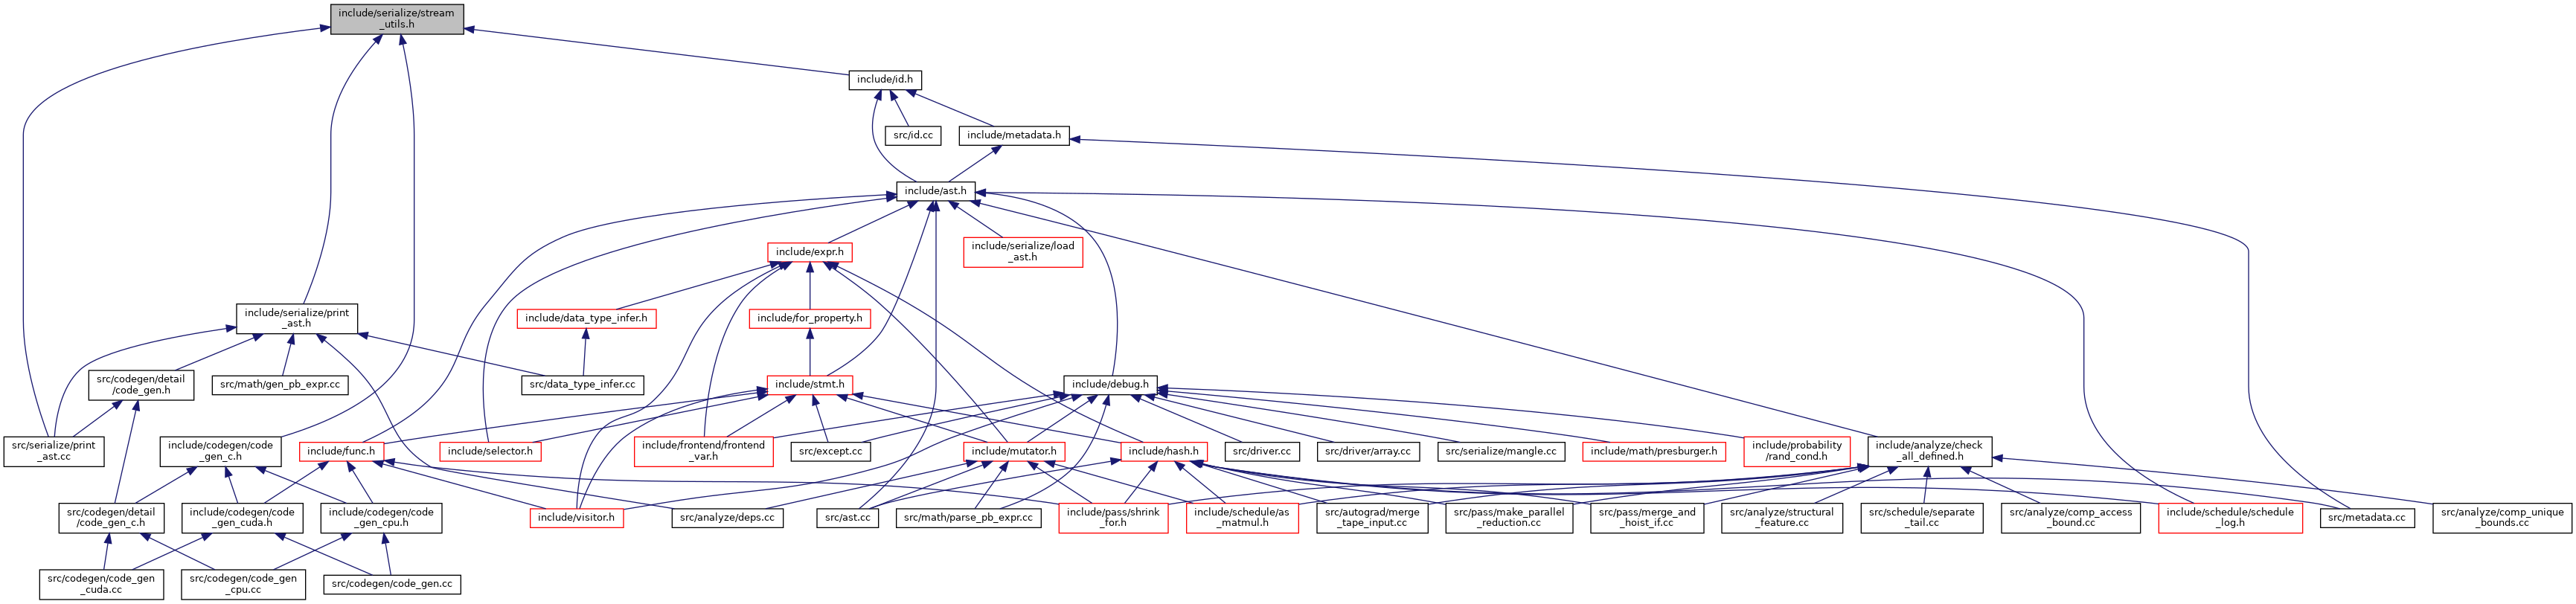 include/serialize/stream
_utils.h
include/id.h
src/id.cc
include/metadata.h
include/ast.h
include/expr.h
include/serialize/load
_ast.h
include/serialize/print
_ast.h
include/data_type_infer.h
include/for_property.h
src/codegen/detail
/code_gen.h
src/math/gen_pb_expr.cc
src/data_type_infer.cc
include/stmt.h
include/debug.h
src/serialize/print
_ast.cc
include/codegen/code
_gen_c.h
include/func.h
include/selector.h
include/frontend/frontend
_var.h
src/except.cc
include/mutator.h
include/hash.h
src/driver.cc
src/driver/array.cc
src/serialize/mangle.cc
include/math/presburger.h
include/probability
/rand_cond.h
include/analyze/check
_all_defined.h
src/codegen/detail
/code_gen_c.h
include/codegen/code
_gen_cuda.h
include/codegen/code
_gen_cpu.h
include/visitor.h
src/analyze/deps.cc
src/ast.cc
src/math/parse_pb_expr.cc
include/pass/shrink
_for.h
include/schedule/as
_matmul.h
src/autograd/merge
_tape_input.cc
src/pass/make_parallel
_reduction.cc
src/pass/merge_and
_hoist_if.cc
src/analyze/structural
_feature.cc
src/schedule/separate
_tail.cc
src/analyze/comp_access
_bound.cc
include/schedule/schedule
_log.h
src/metadata.cc
src/analyze/comp_unique
_bounds.cc
src/codegen/code_gen
_cuda.cc
src/codegen/code_gen
_cpu.cc
src/codegen/code_gen.cc